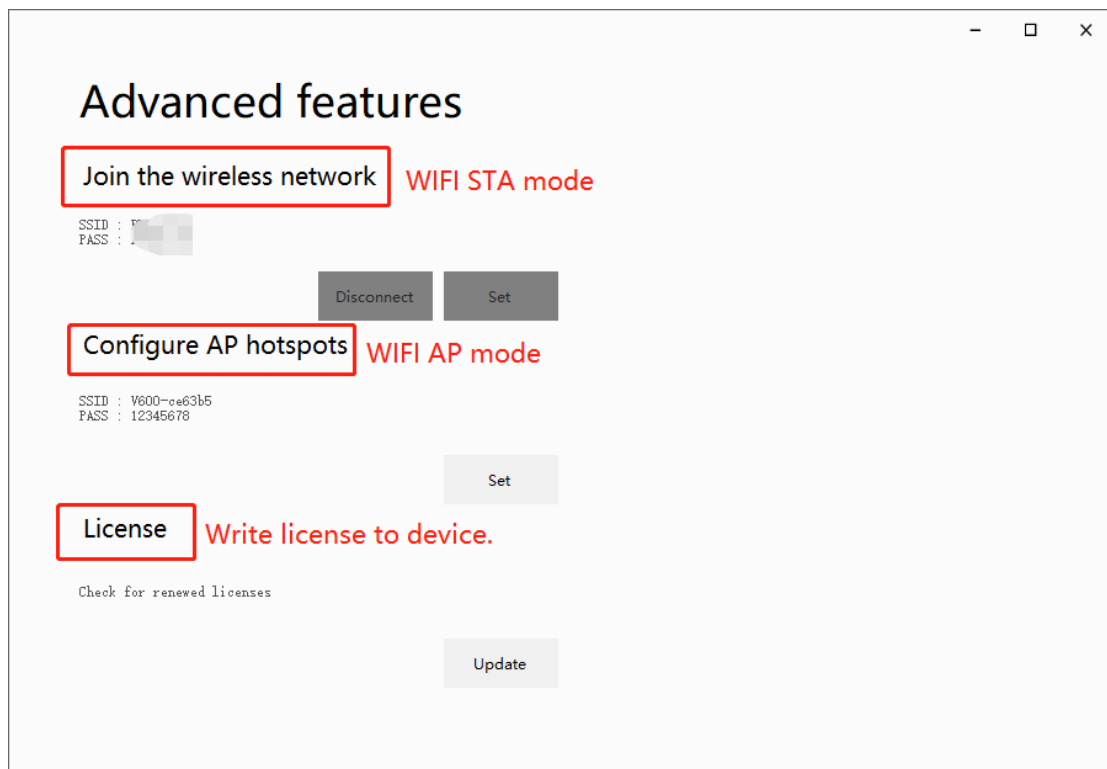 Advanced features
Join the wireless network WIFI STA mode
SSID :
PASS :
Disconnect Set
Configure AP hotspots WIFI AP mode
SSID : V600-ce63b5
PASS : 12345678
Set
License Write license to device.
Check for renewed licenses
Update